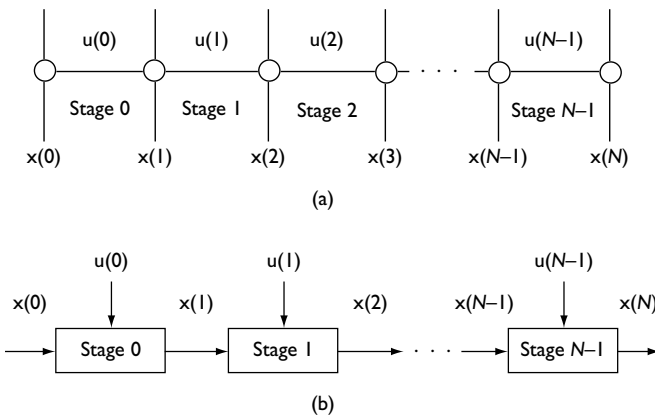 u(0) u(1) u(2) u(N–1)
Stage 0 Stage 1 Stage 2 · · · Stage N–1
x(0) x(1) x(2) x(3) x(N–1) x(N)
(a)
u(0) u(1) u(N–1)
x(0) x(1) x(2) x(N–1) x(N)
Stage 0 Stage 1 · · · Stage N–1
(b)